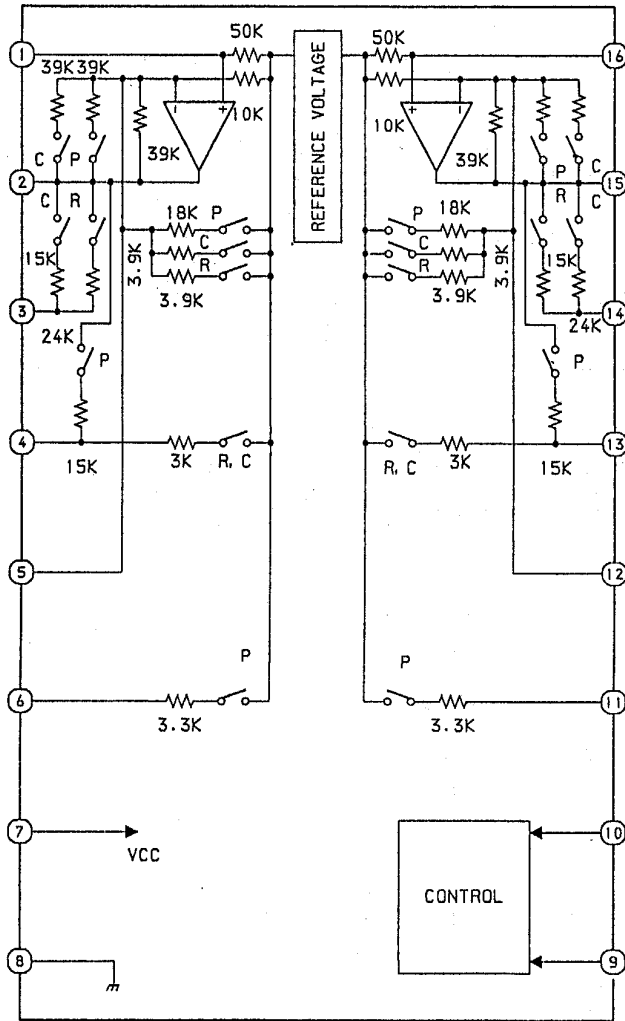 50K 50K
1 16
39K 39K
REFERENCE VOLTAGE
- + + -
10K 10K
39K 39K
C P P C
2 15
C R R C
18K P P 18K
C C
15K 3.9K R R 3.9K 15K
3.9K 3.9K
3 14
24K 24K
P P
4 13
15K 3K R, C R, C 3K 15K
5 12
P P
6 11
3.3K 3.3K
7 10
VCC
CONTROL
8 9